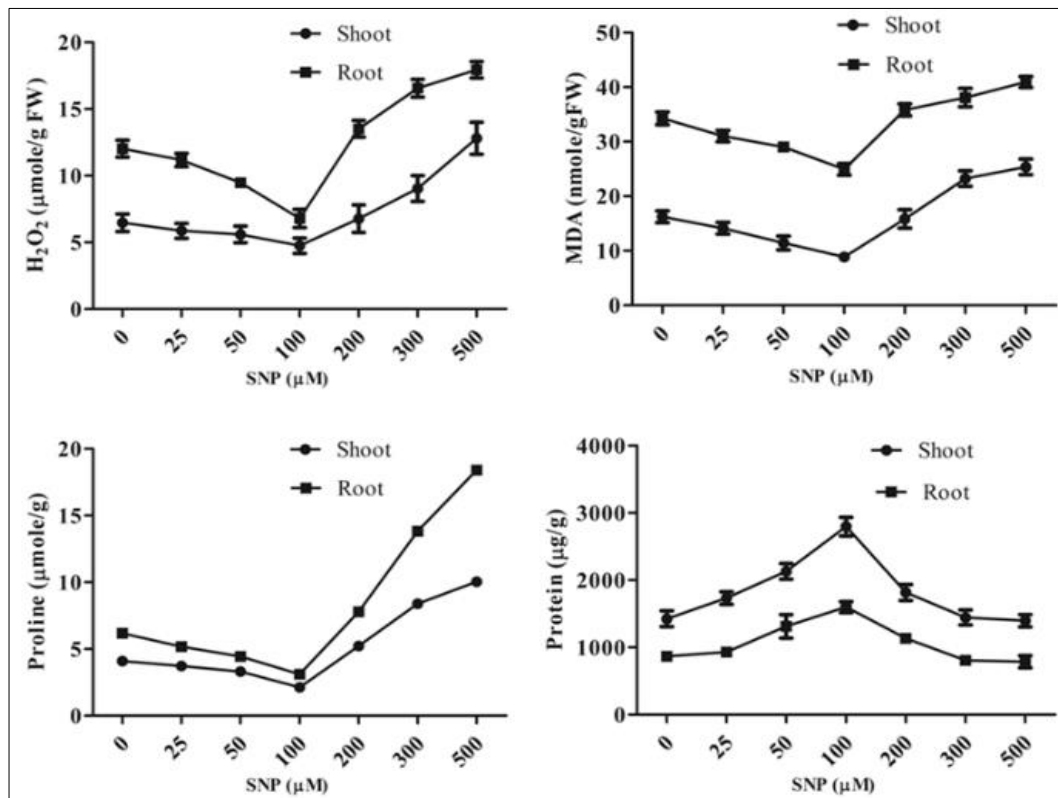 Shoot
Root
20
15
10
5
0
H₂O₂ (μmole/g FW)
0 25 50 100 200 300 500
SNP (μM)
Shoot
Root
50
40
30
20
10
0
MDA (nmole/gFW)
0 25 50 100 200 300 500
SNP (μM)
Shoot
Root
20
15
10
5
0
Proline (μmole/g)
0 25 50 100 200 300 500
SNP (μM)
Shoot
Root
4000
3000
2000
1000
0
Protein (μg/g)
0 25 50 100 200 300 500
SNP (μM)